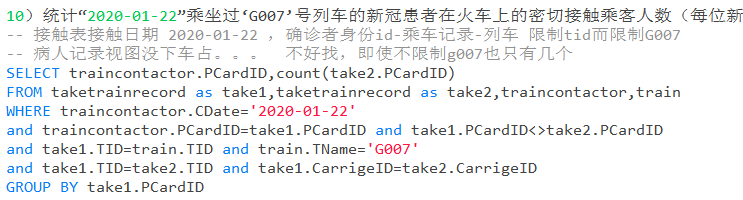 10）统计“2020-01-22”乘坐过‘G007’号列车的新冠患者在火车上的密切接触乘客人数（每位新
-- 接触表接触日期 2020-01-22 ，确诊者身份id-乘车记录-列车 限制tid而限制G007
-- 病人记录视图没下车占。。。 不好找，即使不限制g007也只有几个
SELECT traincontactor.PCardID,count(take2.PCardID)
FROM taketrainrecord as take1,taketrainrecord as take2,traincontactor,train
WHERE traincontactor.CDate='2020-01-22'
and traincontactor.PCardID=take1.PCardID and take1.PCardID<>take2.PCardID
and take1.TID=train.TID and train.TName='G007'
and take1.TID=take2.TID and take1.CarrigeID=take2.CarrigeID
GROUP BY take1.PCardID